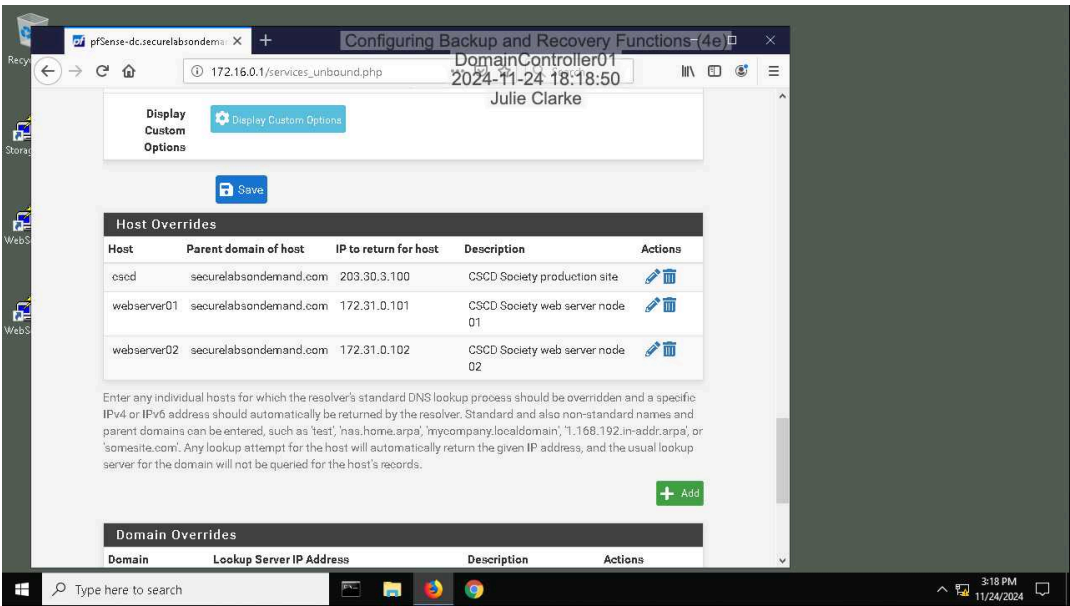 Recyc
Storag
WebS
WebS
pfSense-dc.securelabsondema
Configuring Backup and Recovery Functions (4e)
DomainController01
2024-11-24 18:18:50
Julie Clarke
172.16.0.1/services_unbound.php
Display Custom Options
Display
Custom
Options
Save
Host Overrides
Host Parent domain of host IP to return for host Description Actions
cscd securelabsondemand.com 203.30.3.100 CSCD Society production site
webserver01 securelabsondemand.com 172.31.0.101 CSCD Society web server node
01
webserver02 securelabsondemand.com 172.31.0.102 CSCD Society web server node
02
Enter any individual hosts for which the resolver's standard DNS lookup process should be overridden and a specific
IPv4 or IPv6 address should automatically be returned by the resolver. Standard and also non-standard names and
parent domains can be entered, such as 'test', 'nas.home.arpa', 'mycompany.localdomain', '1.168.192.in-addr.arpa', or
'somesite.com'. Any lookup attempt for the host will automatically return the given IP address, and the usual lookup
server for the domain will not be queried for the host's records.
Add
Domain Overrides
Domain Lookup Server IP Address Description Actions
Type here to search
3:18 PM
11/24/2024